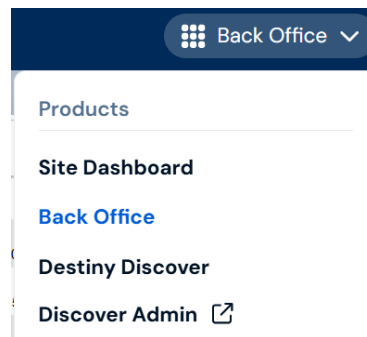 Back Office
Products
Site Dashboard
Back Office
Destiny Discover
Discover Admin